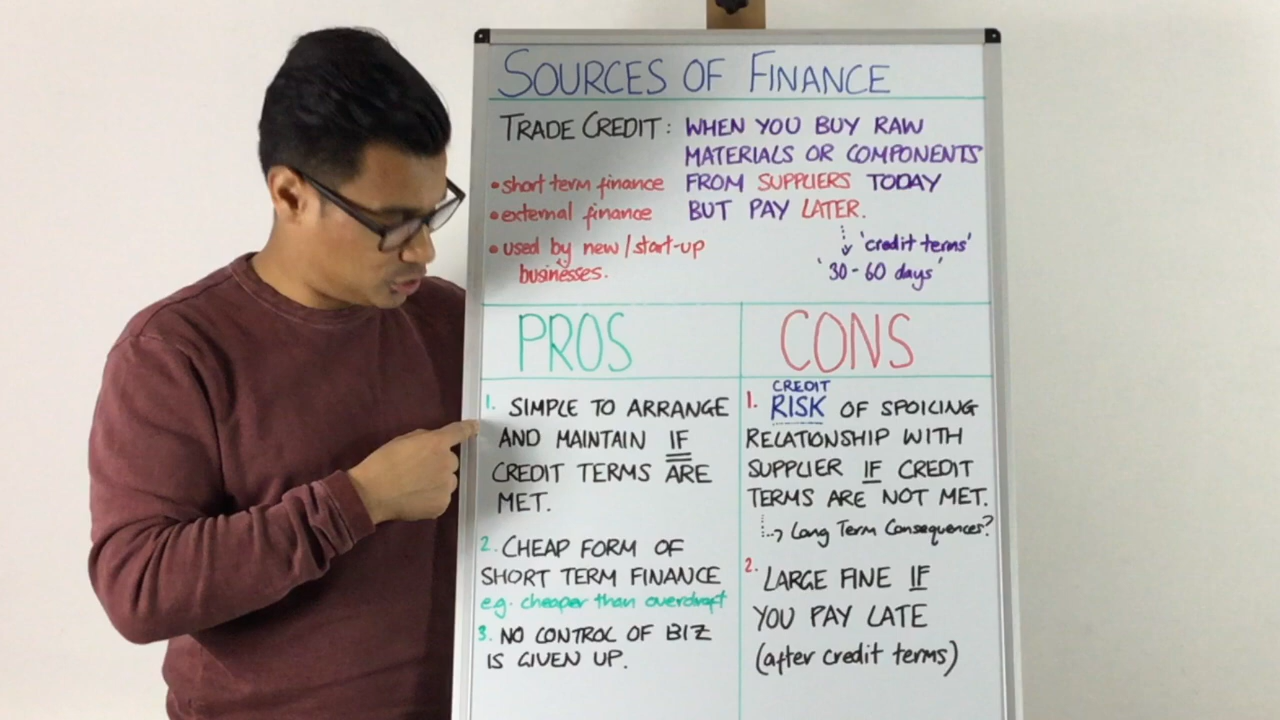 SOURCES OF FINANCE
TRADE CREDIT: WHEN YOU BUY RAW
MATERIALS OR COMPONENTS
FROM SUPPLIERS TODAY
BUT PAY LATER.
'credit terms'
'30-60 days'
• short term finance
• external finance
• used by new/start-up
businesses.
PROS
1. SIMPLE TO ARRANGE
AND MAINTAIN IF
CREDIT TERMS ARE
MET.
2. CHEAP FORM OF
SHORT TERM FINANCE
e.g. cheaper than overdraft
3. NO CONTROL OF BIZ
IS GIVEN UP.
CONS
CREDIT
1. RISK OF SPOILING
RELATIONSHIP WITH
SUPPLIER IF CREDIT
TERMS ARE NOT MET.
Long Term Consequences?
2. LARGE FINE IF
YOU PAY LATE
(after credit terms)